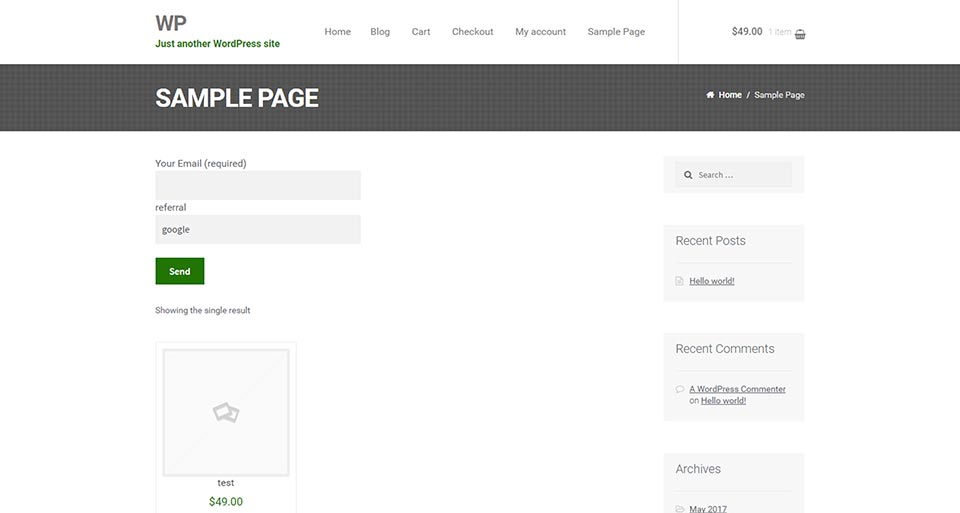 WP
Just another WordPress site
Home Blog Cart Checkout My account Sample Page
$49.00 1 item
SAMPLE PAGE
Home / Sample Page
Your Email (required)
referral
google
Send
Showing the single result
test
$49.00
Search …
Recent Posts
Hello world!
Recent Comments
A WordPress Commenter
on Hello world!
Archives
May 2017